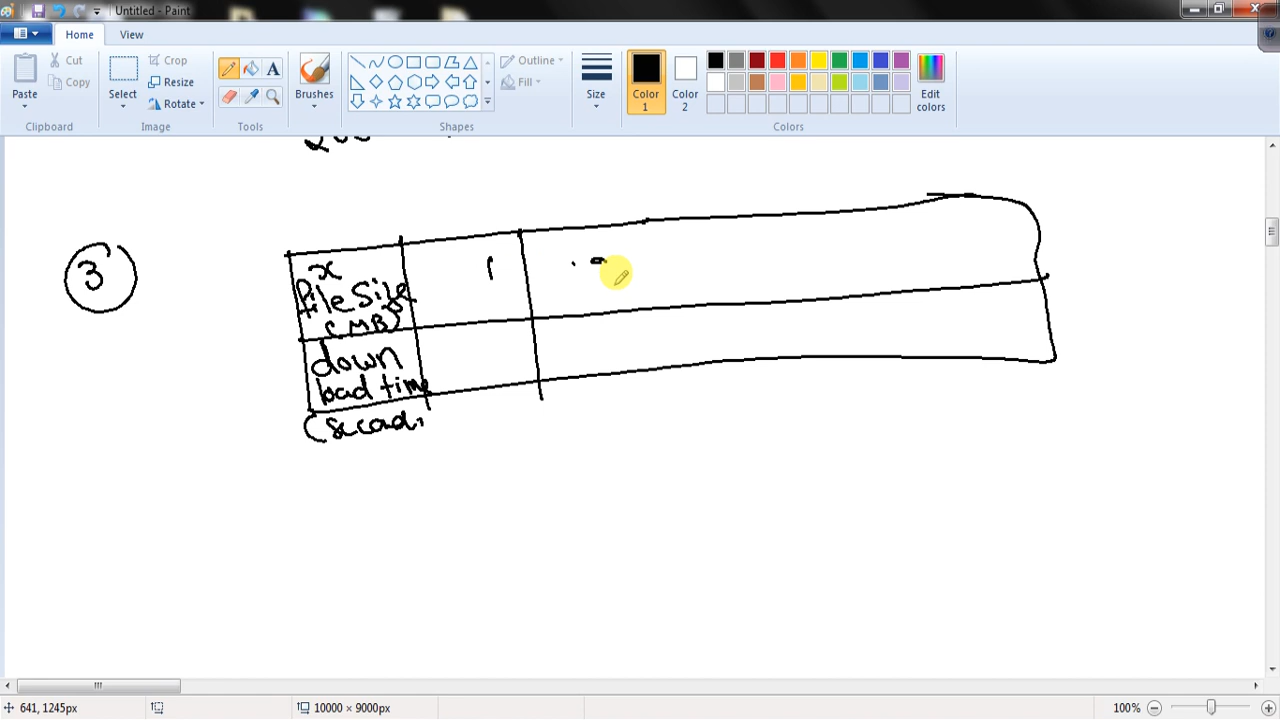 Untitled - Paint
Home
View
Cut
Copy
Paste
Clipboard
Crop
Resize
Rotate
Select
Image
Tools
Brushes
Shapes
Outline
Fill
Size
Color 1
Color 2
Edit colors
Colors
3
x
1
file Size
(MB)
down
load time
(second)
641, 1245px
10000 × 9000px
100%